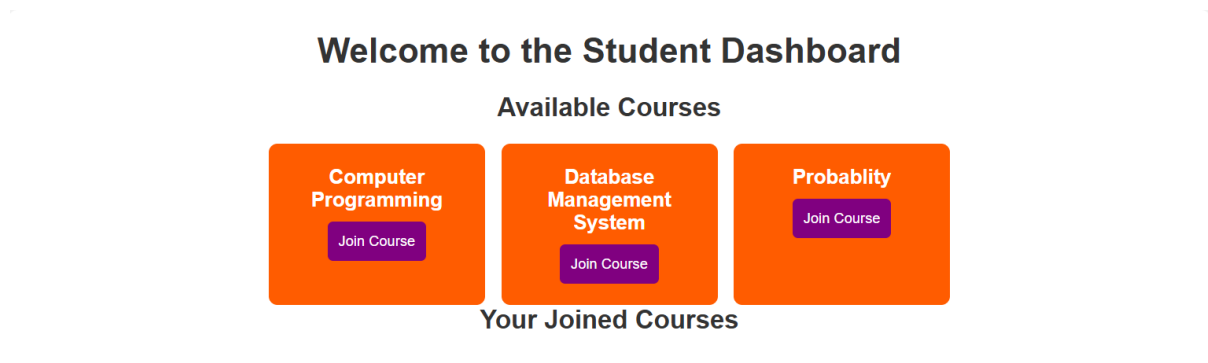 Welcome to the Student Dashboard
Available Courses
Computer
Programming
Join Course
Database
Management
System
Join Course
Probablity
Join Course
Your Joined Courses